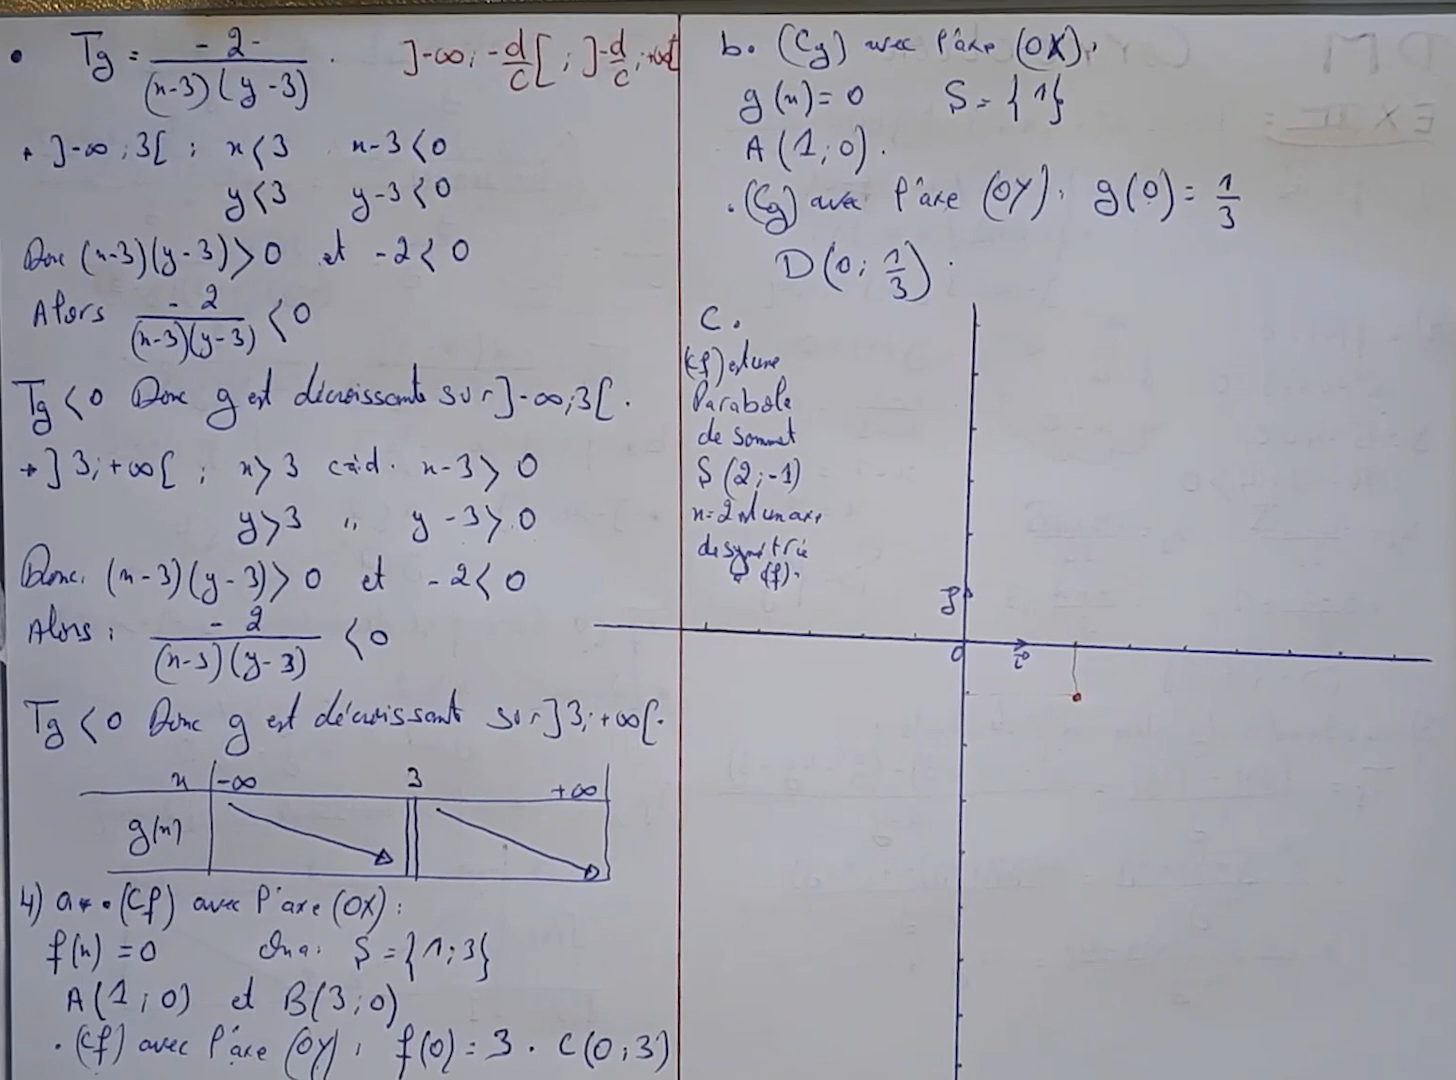 • Tg = -2 / (x-3)(y-3) . ]-∞; -d/c[ ; ]-d/c; +∞[
* ]-∞; 3[ ; x<3 x-3<0
y<3 y-3<0
Donc (x-3)(y-3)>0 et -2<0
Alors -2 / (x-3)(y-3) <0
Tg<0 Donc g est décroissante sur ]-∞;3[.
* ]3;+∞[ ; x>3 càd. x-3>0
y>3 " y-3>0
Donc. (x-3)(y-3)>0 et -2<0
Alors : -2 / (x-3)(y-3) <0
Tg<0 Donc g est décroissant sur ]3;+∞[.
x -∞ 3 +∞
g(x)
4) a. • (Cf) avec l'axe (OX) :
f(x)=0 Ona: S={1;3}
A(1;0) et B(3;0)
• (Cf) avec l'axe (OY) : f(0)=3 . C(0;3)
b. (Cg) avec l'axe (OX).
g(x)=0 S={1}
A(1;0).
• (Cg) avec l'axe (OY). g(0)=1/3
D(0; 1/3).
C.
(Cf) est une
Parabole
de sommet
S(2;-1)
x=2 est un axe
de symétrie
(f).
J
O i